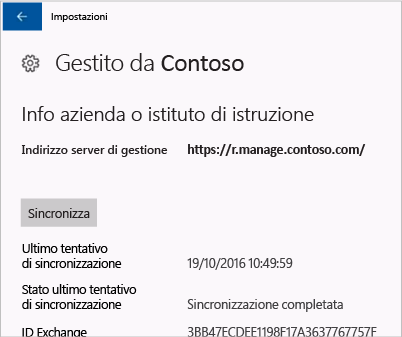 Impostazioni
Gestito da Contoso
Info azienda o istituto di istruzione
Indirizzo server di gestione https://r.manage.contoso.com/
Sincronizza
Ultimo tentativo
di sincronizzazione 19/10/2016 10:49:59
Stato ultimo tentativo
di sincronizzazione Sincronizzazione completata
ID Exchange 3BB47ECDEE1198F17A3637767757F